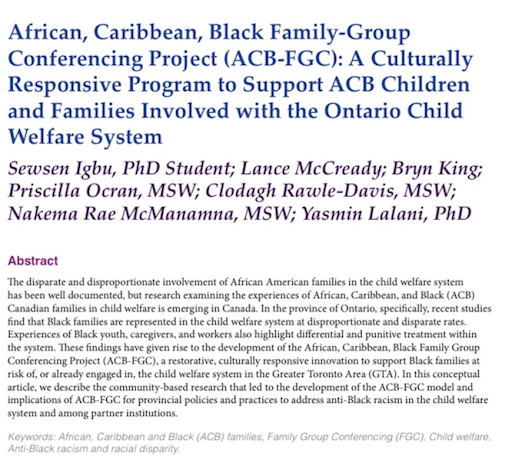 African, Caribbean, Black Family-Group
Conferencing Project (ACB-FGC): A Culturally
Responsive Program to Support ACB Children
and Families Involved with the Ontario Child
Welfare System
Sewsen Igbu, PhD Student; Lance McCready; Bryn King;
Priscilla Ocran, MSW; Clodagh Rawle-Davis, MSW;
Nakema Rae McManamna, MSW; Yasmin Lalani, PhD
Abstract
The disparate and disproportionate involvement of African American families in the child welfare system
has been well documented, but research examining the experiences of African, Caribbean, and Black (ACB)
Canadian families in child welfare is emerging in Canada. In the province of Ontario, specifically, recent studies
find that Black families are represented in the child welfare system at disproportionate and disparate rates.
Experiences of Black youth, caregivers, and workers also highlight differential and punitive treatment within
the system. These findings have given rise to the development of the African, Caribbean, Black Family Group
Conferencing Project (ACB-FGC), a restorative, culturally responsive innovation to support Black families at
risk of, or already engaged in, the child welfare system in the Greater Toronto Area (GTA). In this conceptual
article, we describe the community-based research that led to the development of the ACB-FGC model and
implications of ACB-FGC for provincial policies and practices to address anti-Black racism in the child welfare
system and among partner institutions.
Keywords: African, Caribbean and Black (ACB) families, Family Group Conferencing (FGC), Child welfare,
Anti-Black racism and racial disparity.